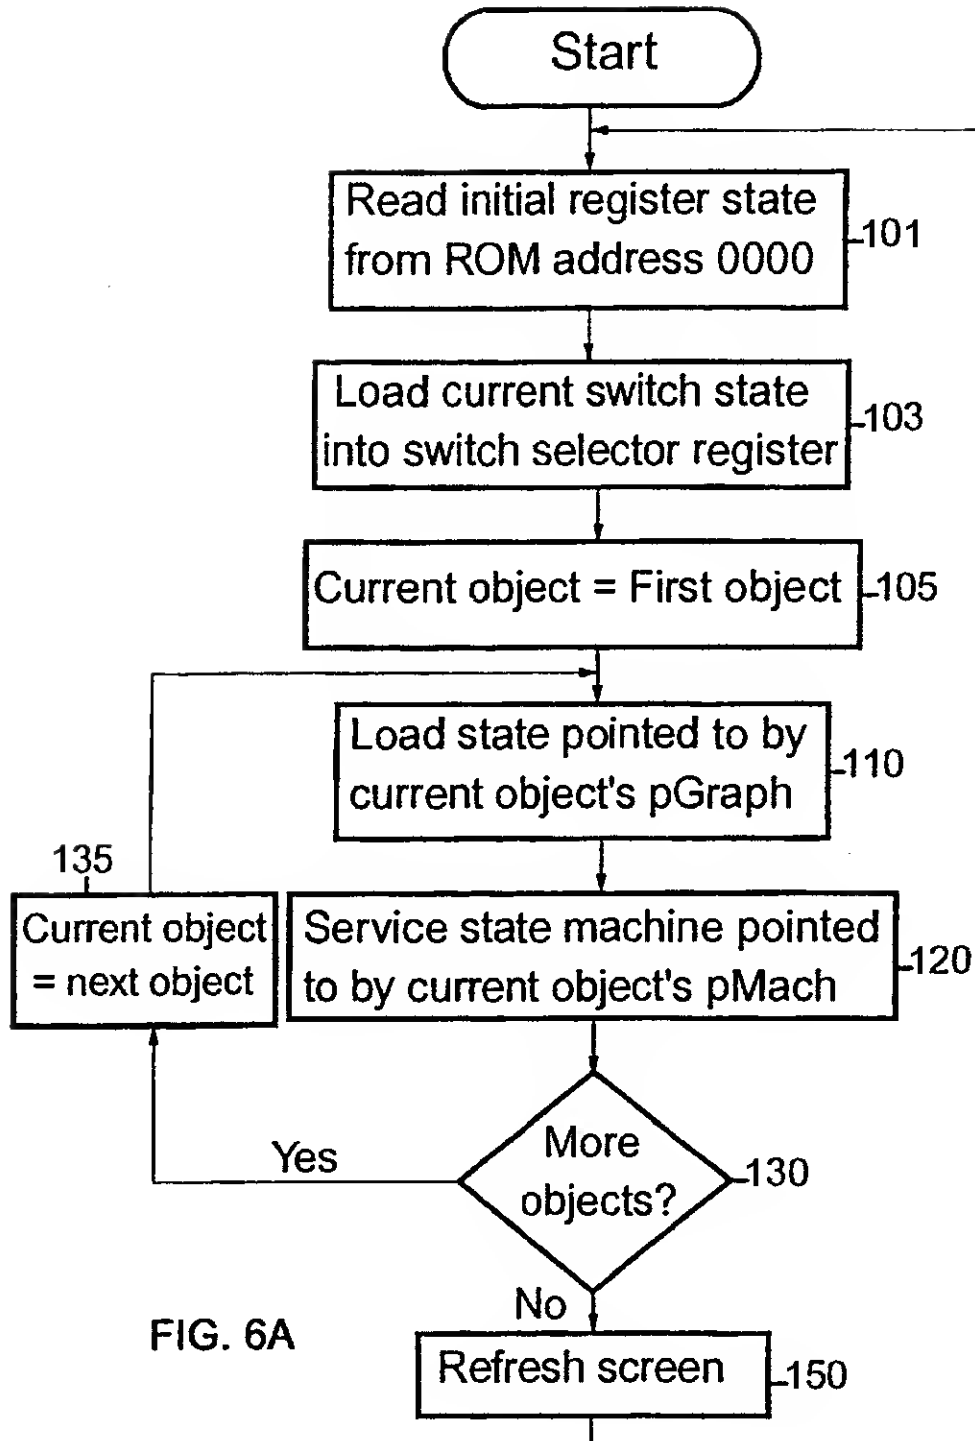 Start
Read initial register state
from ROM address 0000
101
Load current switch state
into switch selector register
103
Current object = First object
105
Load state pointed to by
current object's pGraph
110
135
Current object
= next object
Service state machine pointed
to by current object's pMach
120
More
objects?
130
Yes
No
FIG. 6A
Refresh screen
150